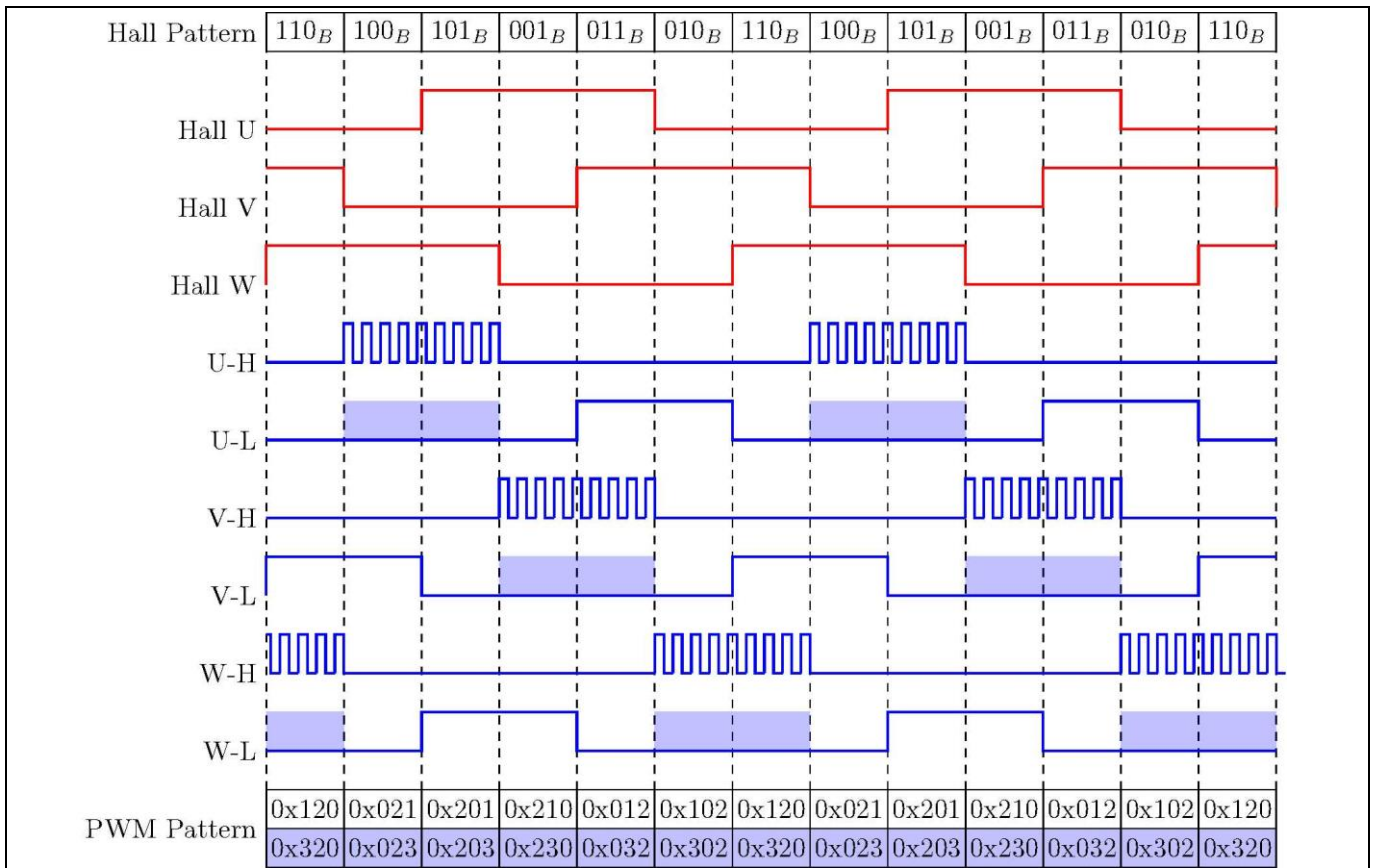 Hall Pattern 110B 100B 101B 001B 011B 010B 110B 100B 101B 001B 011B 010B 110B
Hall U
Hall V
Hall W
U-H
U-L
V-H
V-L
W-H
W-L
PWM Pattern
0x120 0x021 0x201 0x210 0x012 0x102 0x120 0x021 0x201 0x210 0x012 0x102 0x120
0x320 0x023 0x203 0x230 0x032 0x302 0x320 0x023 0x203 0x230 0x032 0x302 0x320